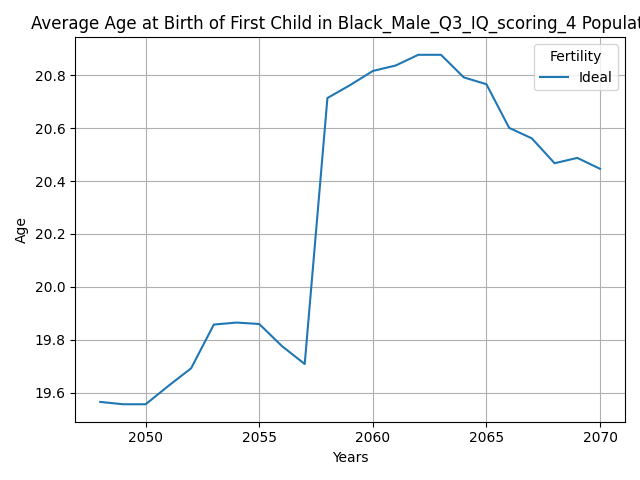 Average Age at Birth of First Child in Black_Male_Q3_IQ_scoring_4 Populat
Fertility
Ideal
Age
20.8
20.6
20.4
20.2
20.0
19.8
19.6
2050 2055 2060 2065 2070
Years